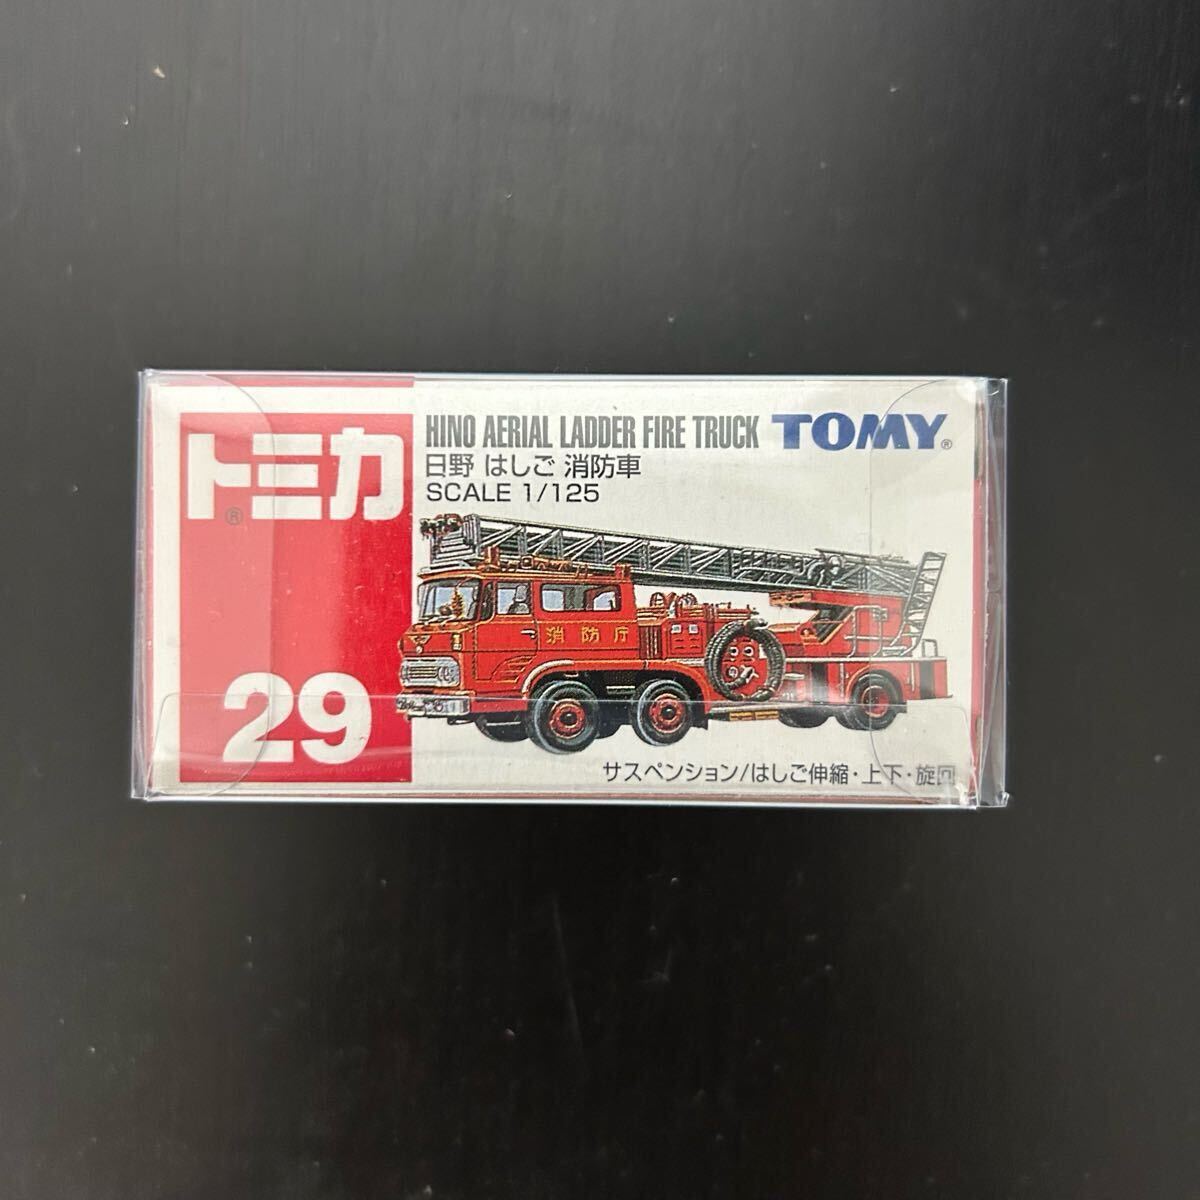 トミカ®
HINO AERIAL LADDER FIRE TRUCK TOMY®
日野 はしご 消防車
SCALE 1/125
消防庁
29
サスペンション/はしご伸縮・上下・旋回